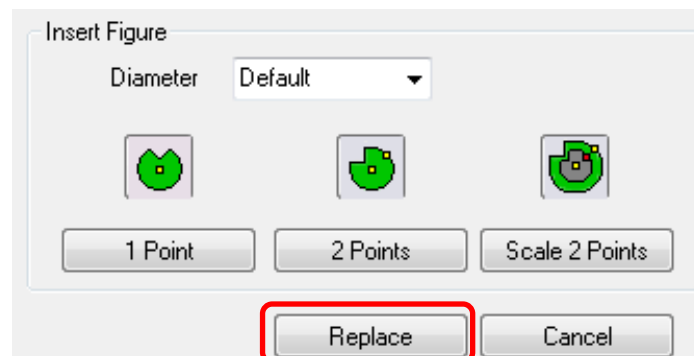 Insert Figure
Diameter Default
1 Point 2 Points Scale 2 Points
Replace Cancel